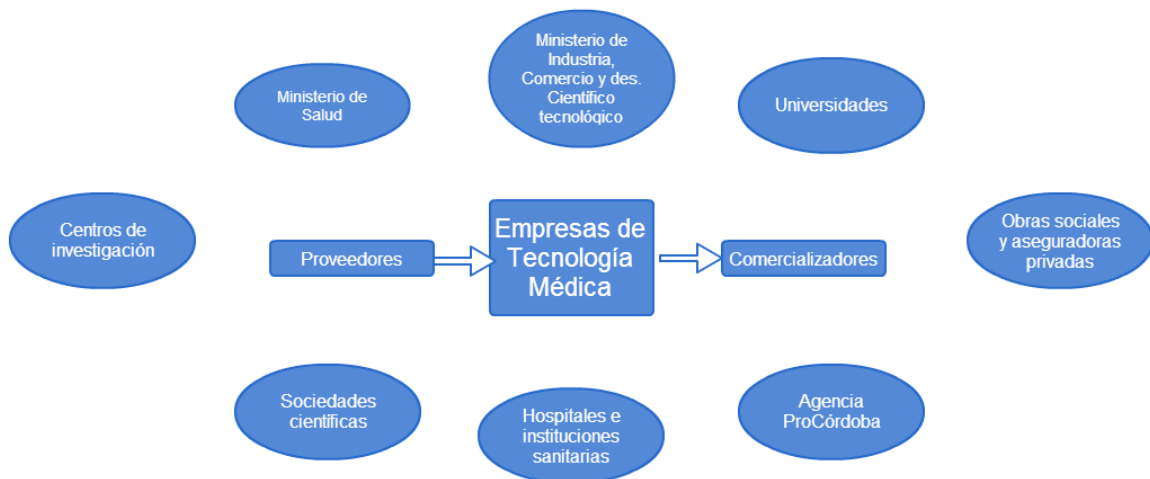 Ministerio de
Industria,
Comercio y des.
Científico
tecnológico
Ministerio de
Salud
Universidades
Centros de
investigación
Proveedores
Empresas de
Tecnología
Médica
Comercializadores
Obras sociales
y aseguradoras
privadas
Sociedades
científicas
Hospitales e
instituciones
sanitarias
Agencia
ProCórdoba